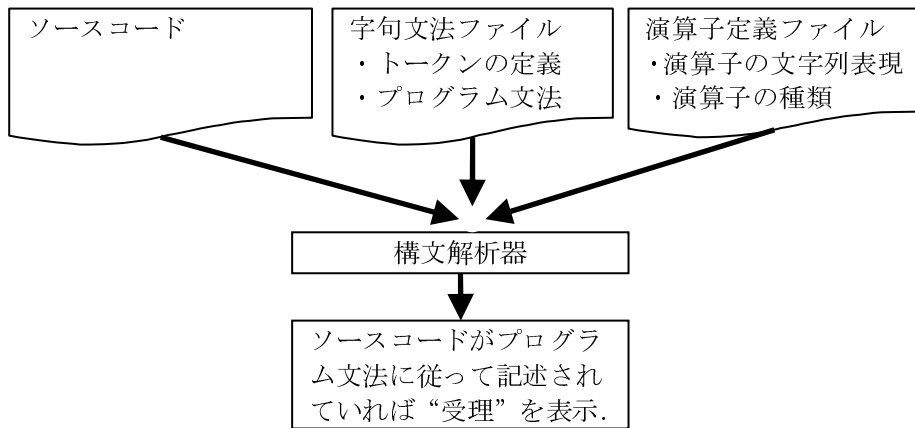 ソースコード
字句文法ファイル
・トークンの定義
・プログラム文法
演算子定義ファイル
・演算子の文字列表現
・演算子の種類
構文解析器
ソースコードがプログラ
ム文法に従って記述され
ていれば“受理”を表示.